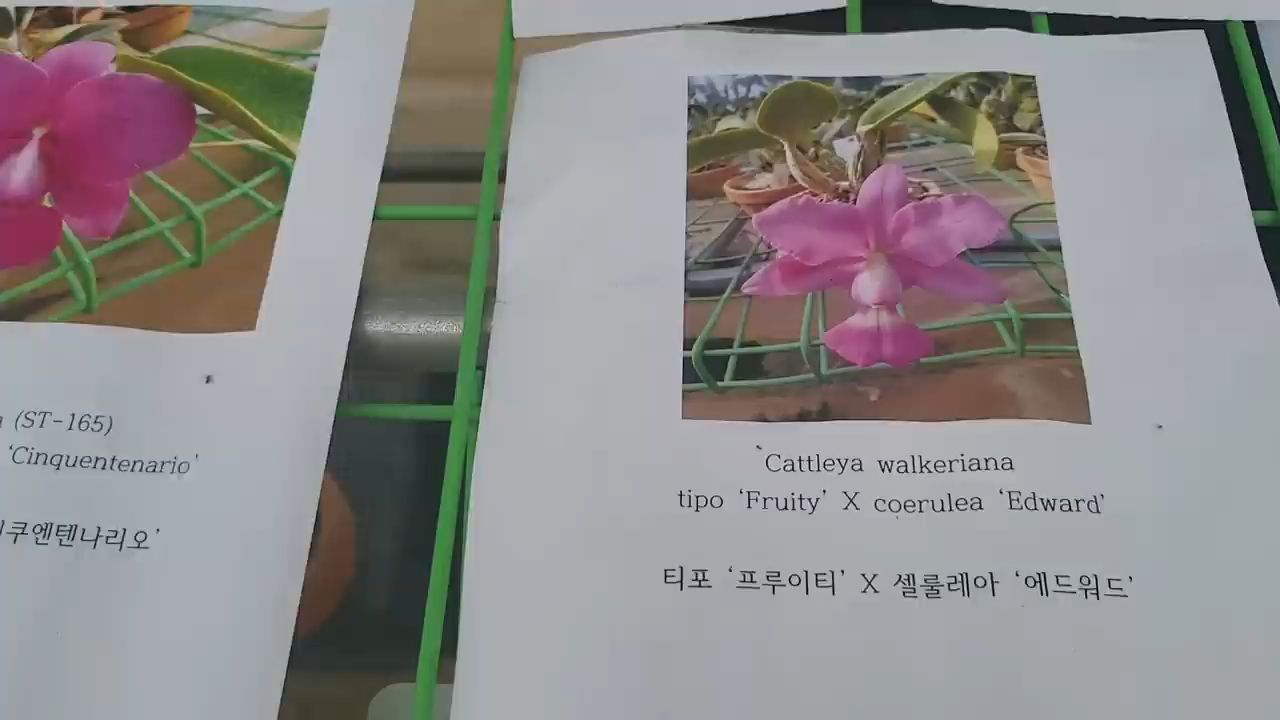 (ST-165)
‘Cinquentenario’
쿠엔텐나리오’
Cattleya walkeriana
tipo ‘Fruity’ X coerulea ‘Edward’
티포 ‘프루이티’ X 셀룰레아 ‘에드워드’